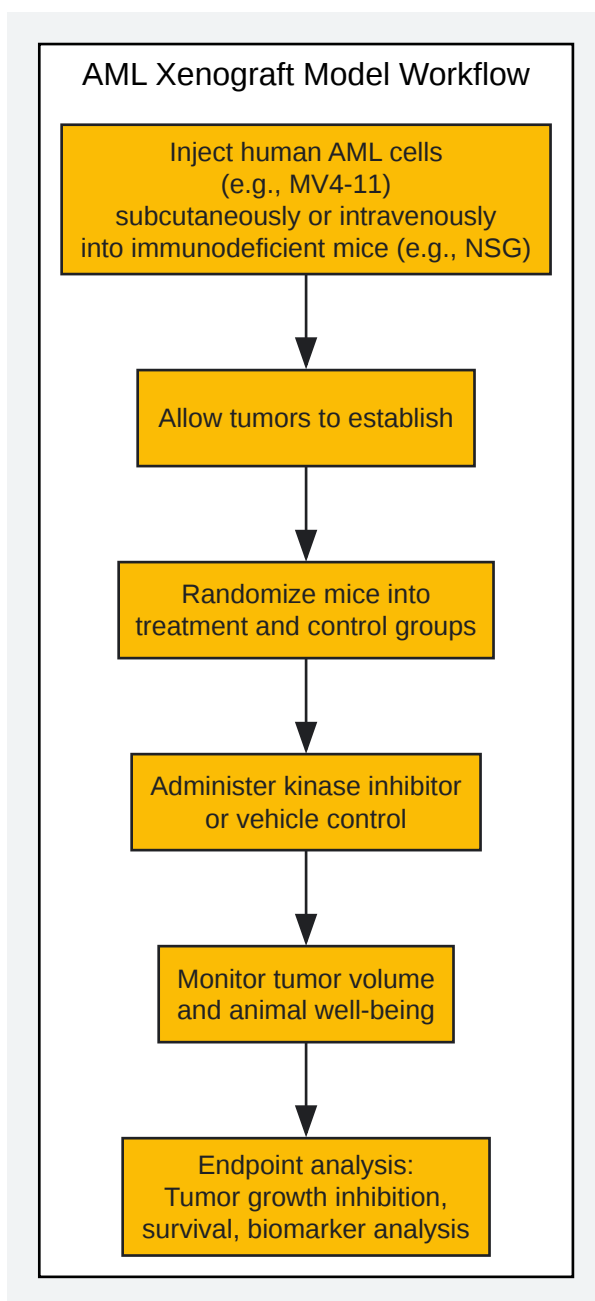 AML Xenograft Model Workflow
Inject human AML cells
(e.g., MV4-11)
subcutaneously or intravenously
into immunodeficient mice (e.g., NSG)
Allow tumors to establish
Randomize mice into
treatment and control groups
Administer kinase inhibitor
or vehicle control
Monitor tumor volume
and animal well-being
Endpoint analysis:
Tumor growth inhibition,
survival, biomarker analysis